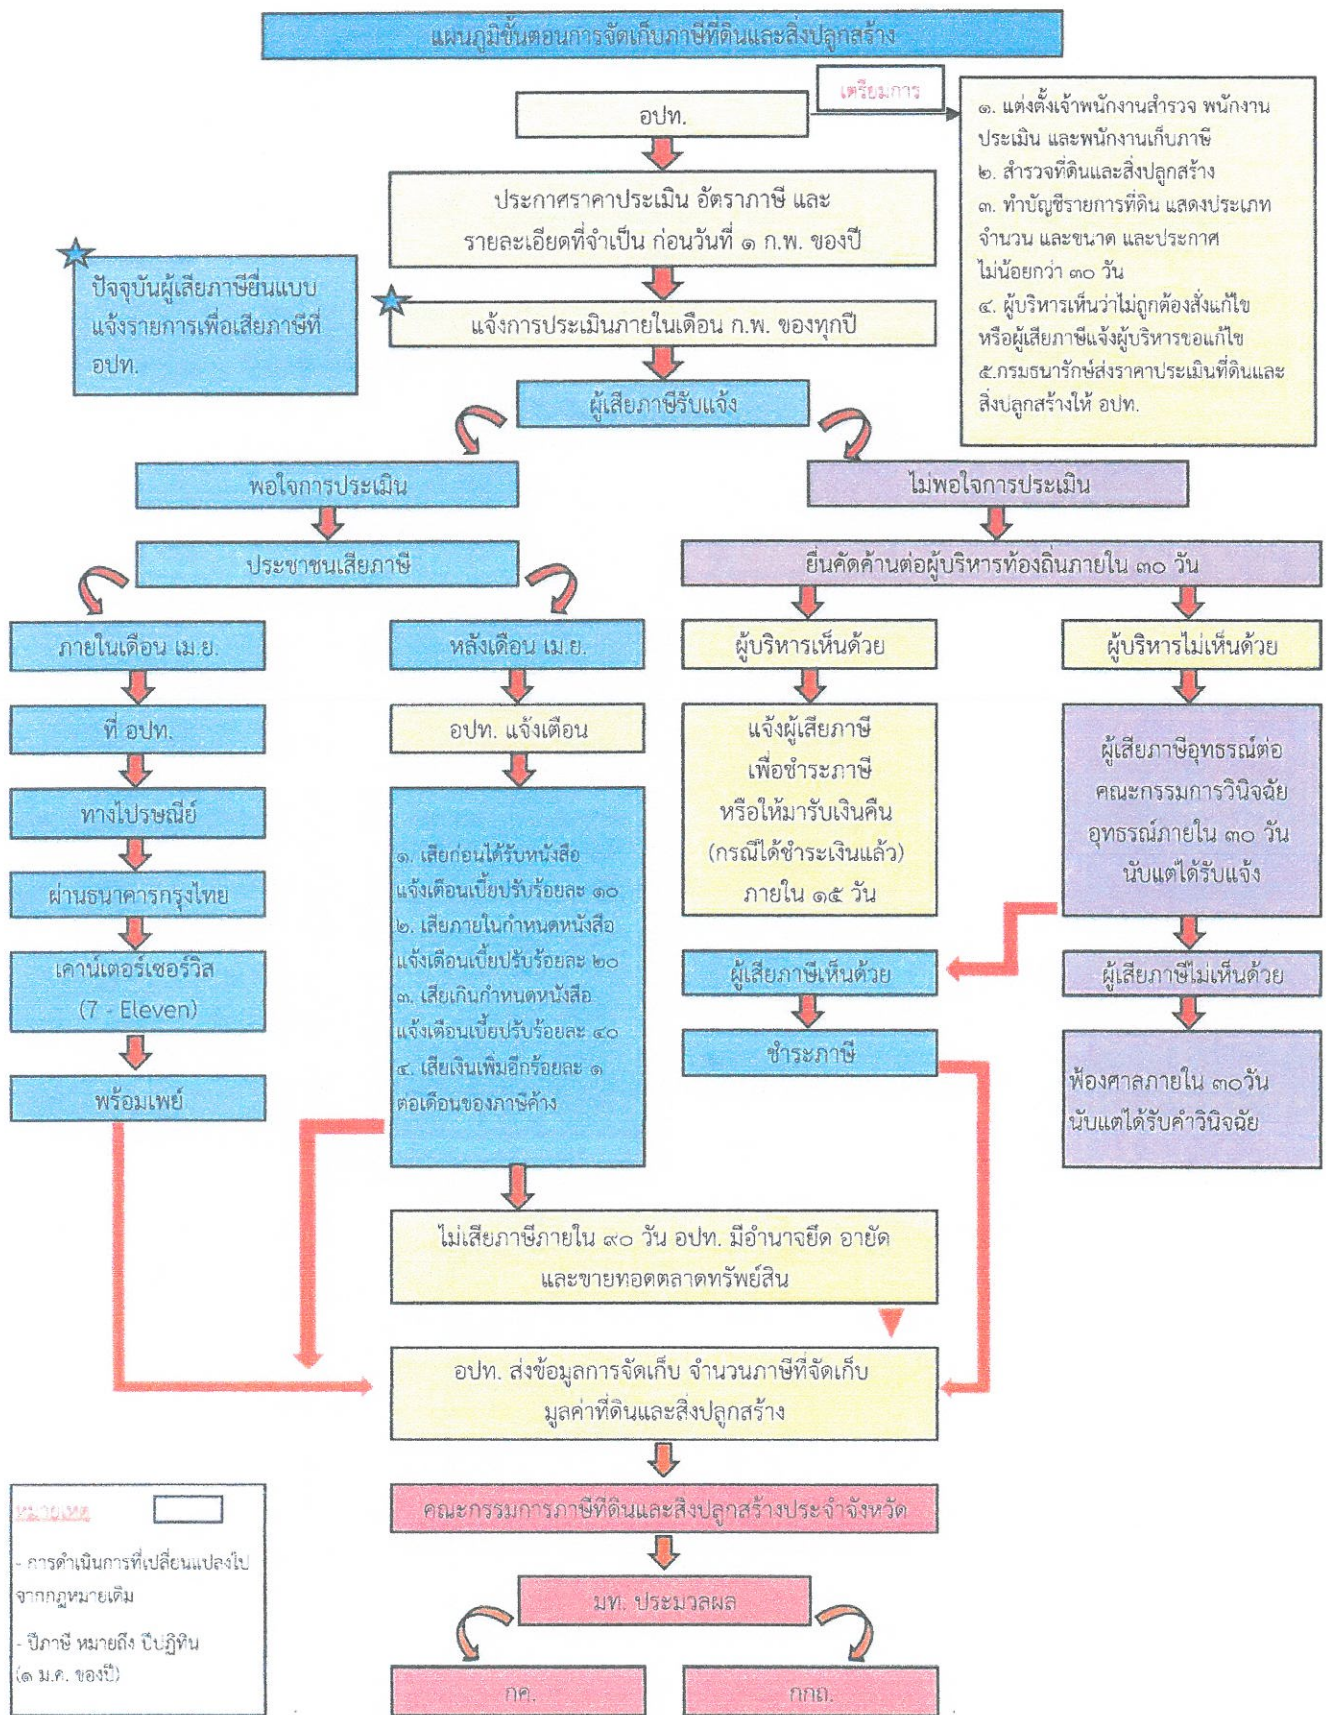 แผนภูมิขั้นตอนการจัดเก็บภาษีที่ดินและสิ่งปลูกสร้าง
เตรียมการ
อปท.
๑. แต่งตั้งเจ้าพนักงานสำรวจ พนักงาน
ประเมิน และพนักงานเก็บภาษี
๒. สำรวจที่ดินและสิ่งปลูกสร้าง
๓. ทำบัญชีรายการที่ดิน แสดงประเภท
จำนวน และขนาด และประกาศ
ไม่น้อยกว่า ๓๐ วัน
๔. ผู้บริหารเห็นว่าไม่ถูกต้องสั่งแก้ไข
หรือผู้เสียภาษีแจ้งผู้บริหารขอแก้ไข
๕.กรมธนารักษ์ส่งราคาประเมินที่ดินและ
สิ่งปลูกสร้างให้ อปท.
ประกาศราคาประเมิน อัตราภาษี และ
รายละเอียดที่จำเป็น ก่อนวันที่ ๑ ก.พ. ของปี
ปัจจุบันผู้เสียภาษียื่นแบบ
แจ้งรายการเพื่อเสียภาษีที่
อปท.
แจ้งการประเมินภายในเดือน ก.พ. ของทุกปี
ผู้เสียภาษีรับแจ้ง
พอใจการประเมิน
ไม่พอใจการประเมิน
ประชาชนเสียภาษี
ยื่นคัดค้านต่อผู้บริหารท้องถิ่นภายใน ๓๐ วัน
ภายในเดือน เม.ย.
หลังเดือน เม.ย.
ผู้บริหารเห็นด้วย
ผู้บริหารไม่เห็นด้วย
ที่ อปท.
ทางไปรษณีย์
ผ่านธนาคารกรุงไทย
เคาน์เตอร์เซอร์วิส
(7 - Eleven)
พร้อมเพย์
อปท. แจ้งเตือน
๑. เสียก่อนได้รับหนังสือ
แจ้งเตือนเบี้ยปรับร้อยละ ๑๐
๒. เสียภายในกำหนดหนังสือ
แจ้งเตือนเบี้ยปรับร้อยละ ๒๐
๓. เสียเกินกำหนดหนังสือ
แจ้งเตือนเบี้ยปรับร้อยละ ๔๐
๔. เสียเงินเพิ่มอีกร้อยละ ๑
ต่อเดือนของภาษีค้าง
แจ้งผู้เสียภาษี
เพื่อชำระภาษี
หรือให้มารับเงินคืน
(กรณีได้ชำระเงินแล้ว)
ภายใน ๑๕ วัน
ผู้เสียภาษีอุทธรณ์ต่อ
คณะกรรมการวินิจฉัย
อุทธรณ์ภายใน ๓๐ วัน
นับแต่ได้รับแจ้ง
ผู้เสียภาษีเห็นด้วย
ผู้เสียภาษีไม่เห็นด้วย
ชำระภาษี
ฟ้องศาลภายใน ๓๐วัน
นับแต่ได้รับคำวินิจฉัย
ไม่เสียภาษีภายใน ๙๐ วัน อปท. มีอำนาจยึด อายัด
และขายทอดตลาดทรัพย์สิน
อปท. ส่งข้อมูลการจัดเก็บ จำนวนภาษีที่จัดเก็บ
มูลค่าที่ดินและสิ่งปลูกสร้าง
คณะกรรมการภาษีที่ดินและสิ่งปลูกสร้างประจำจังหวัด
มท. ประมวลผล
กค.
กกถ.
หมายเหตุ
- การดำเนินการที่เปลี่ยนแปลงไป
จากกฎหมายเดิม
- ปีภาษี หมายถึง ปีปฏิทิน
(๑ ม.ค. ของปี)